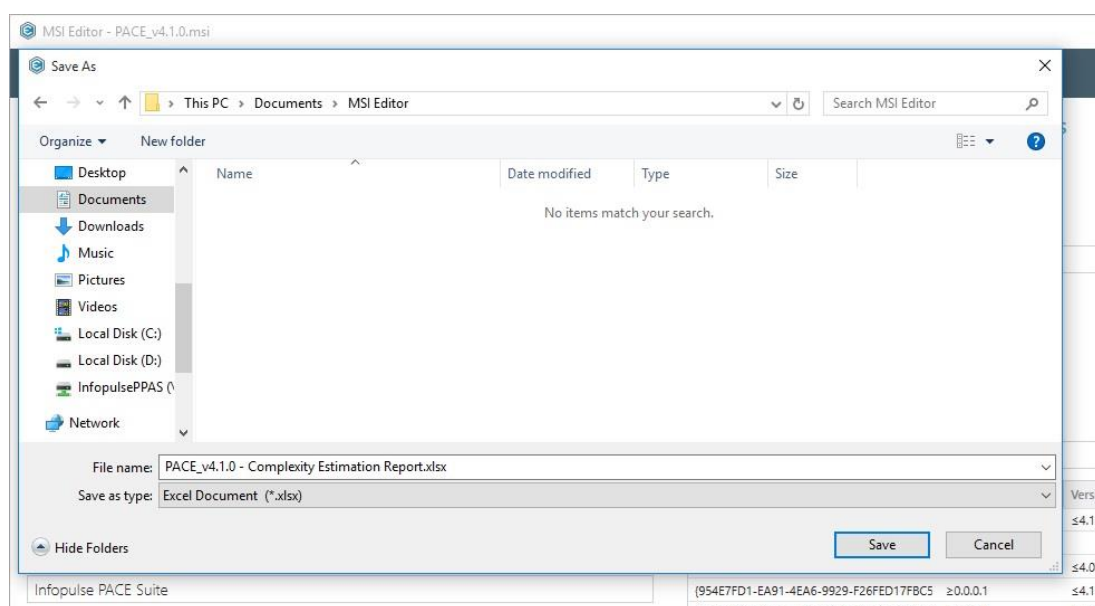 MSI Editor - PACE_v4.1.0.msi
Save As
This PC > Documents > MSI Editor
Search MSI Editor
Organize
New folder
Name
Date modified
Type
Size
No items match your search.
Desktop
Documents
Downloads
Music
Pictures
Videos
Local Disk (C:)
Local Disk (D:)
InfopulsePPAS (
Network
File name: PACE_v4.1.0 - Complexity Estimation Report.xlsx
Save as type: Excel Document (*.xlsx)
Hide Folders
Save
Cancel
Vers
≤4.1
≤4.0
Infopulse PACE Suite
{954E7FD1-EA91-4EA6-9929-F26FED17FBC5 ≥0.0.0.1 ≤4.1